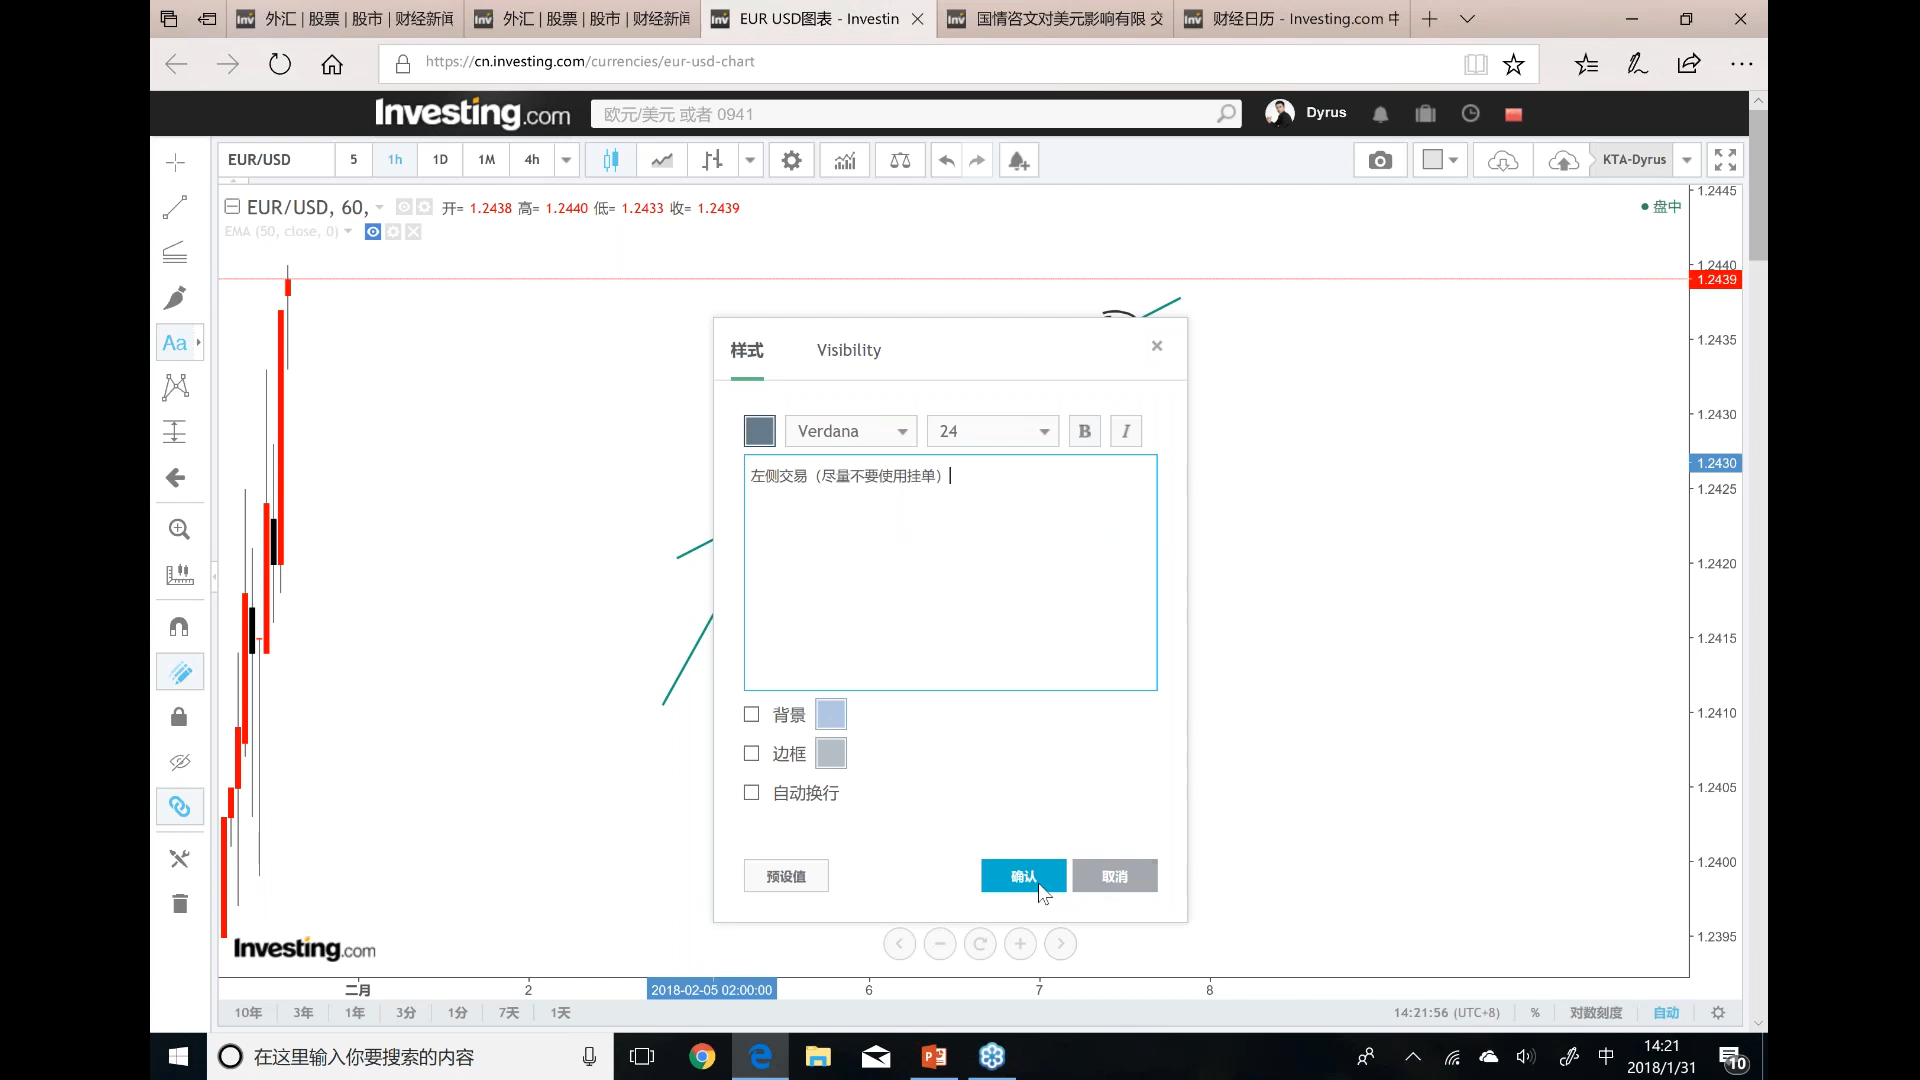 外汇 | 股票 | 股市 | 财经新闻
外汇 | 股票 | 股市 | 财经新闻
EUR USD图表 - Investin
国情咨文对美元影响有限 交
财经日历 - Investing.com 中
https://cn.investing.com/currencies/eur-usd-chart
Investing.com
欧元/美元 或者 0941
Dyrus
EUR/USD
5
1h
1D
1M
4h
KTA-Dyrus
EUR/USD, 60,
开= 1.2438 高= 1.2440 低= 1.2433 收= 1.2439
盘中
EMA (50, close, 0)
1.2445
1.2440
1.2439
1.2435
1.2430
1.2430
1.2425
1.2420
1.2415
1.2410
1.2405
1.2400
1.2395
Aa
样式
Visibility
Verdana
24
B
I
左侧交易（尽量不要使用挂单）
背景
边框
自动换行
预设值
确认
取消
Investing.com
二月
2
2018-02-05 02:00:00
6
7
8
10年
3年
1年
3分
1分
7天
1天
14:21:56 (UTC+8)
%
对数刻度
自动
在这里输入你要搜索的内容
中
14:21
2018/1/31
10